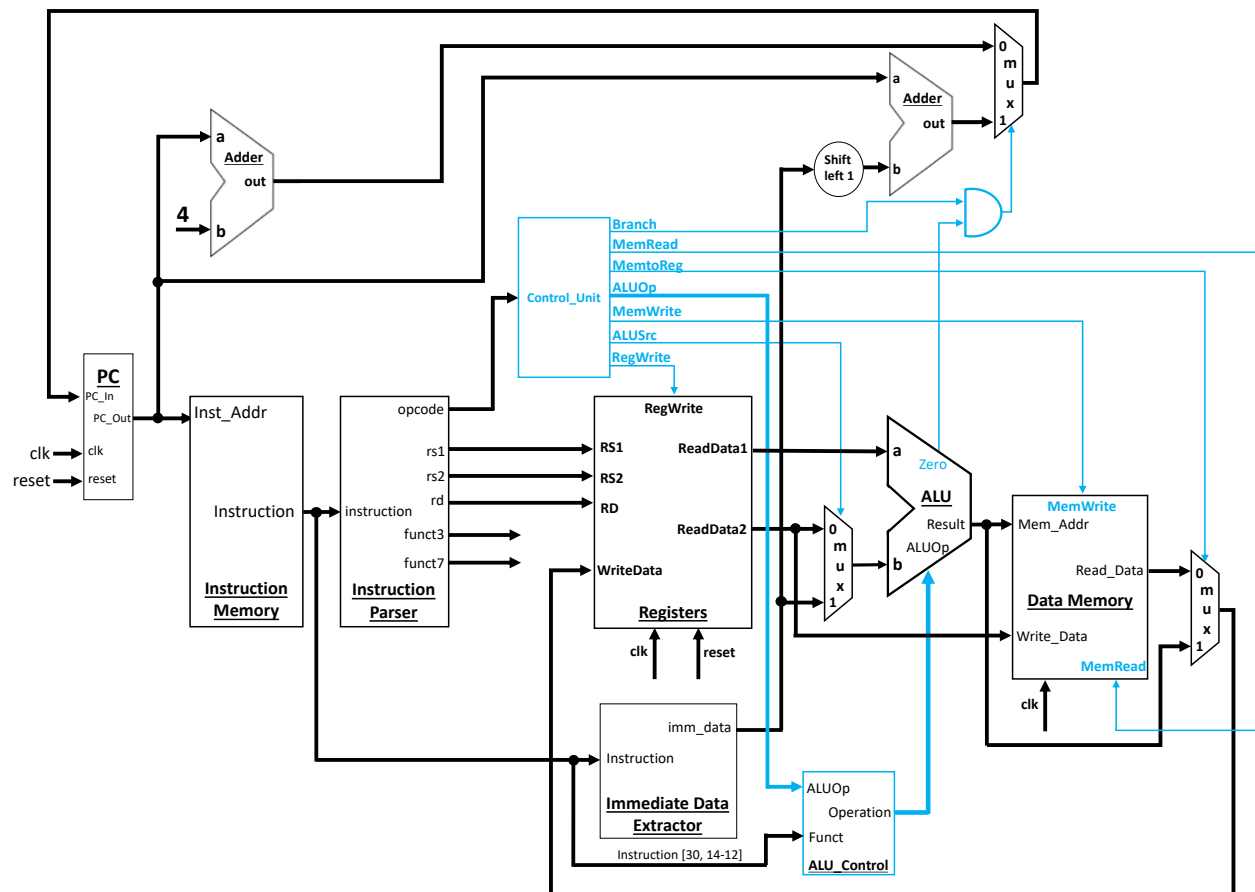 0
m
u
x
1
a
Adder
out
b
Shift
left 1
a
Adder
out
4
b
Branch
MemRead
MemtoReg
ALUOp
MemWrite
ALUSrc
RegWrite
Control_Unit
PC
PC_In
PC_Out
clk
clk
reset
reset
Inst_Addr
Instruction
Instruction
Memory
opcode
rs1
rs2
rd
instruction
funct3
funct7
Instruction
Parser
RegWrite
RS1
ReadData1
RS2
RD
ReadData2
WriteData
Registers
clk
reset
0
m
u
x
1
a
Zero
ALU
Result
ALUOp
b
MemWrite
Mem_Addr
Read_Data
Data Memory
Write_Data
MemRead
clk
0
m
u
x
1
imm_data
Instruction
Immediate Data
Extractor
Instruction [30, 14-12]
ALUOp
Operation
Funct
ALU_Control